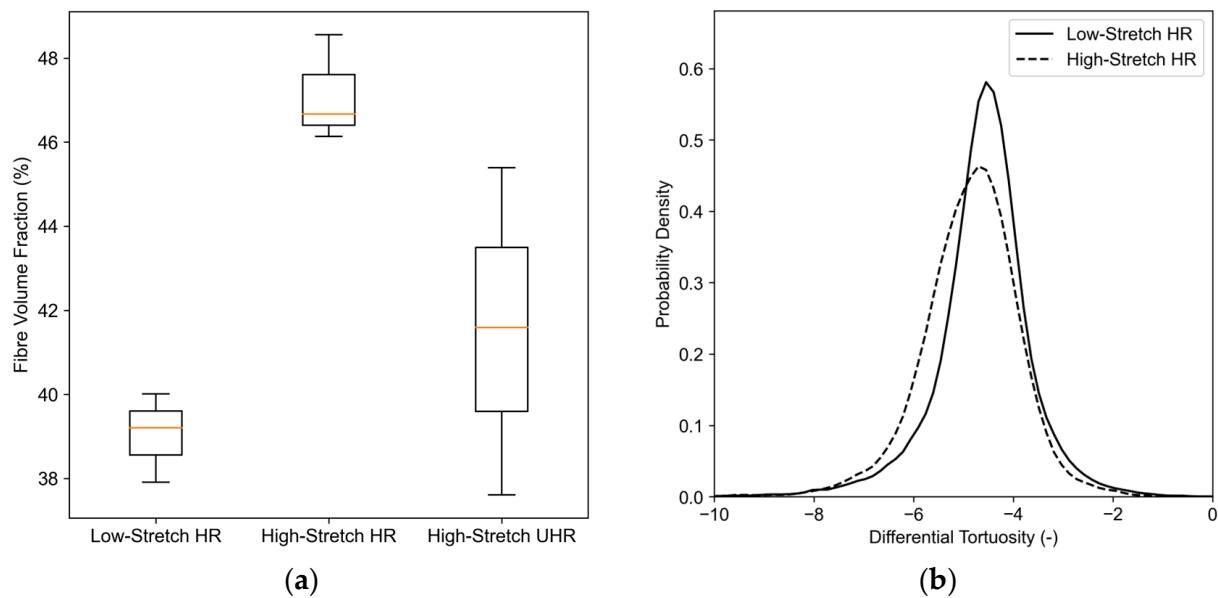 Fibre Volume Fraction (%)
48
46
44
42
40
38
Low-Stretch HR
High-Stretch HR
High-Stretch UHR
(a)
Probability Density
0.6
0.5
0.4
0.3
0.2
0.1
0.0
Low-Stretch HR
High-Stretch HR
−10
−8
−6
−4
−2
0
Differential Tortuosity (-)
(b)